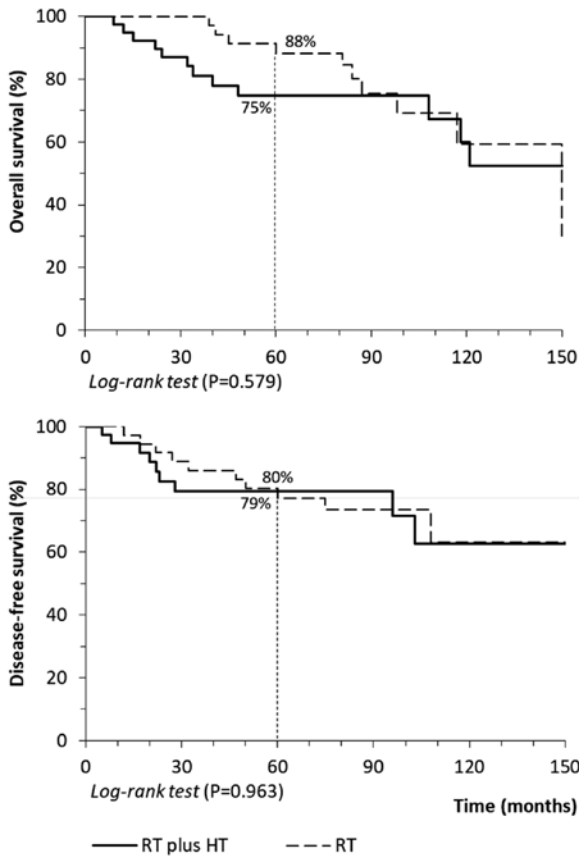 Overall survival (%)
100
80
60
40
20
0
88%
75%
0 30 60 90 120 150
Log-rank test (P=0.579)
Disease-free survival (%)
100
80
60
40
20
0
80%
79%
0 30 60 90 120 150
Log-rank test (P=0.963)
Time (months)
RT plus HT RT